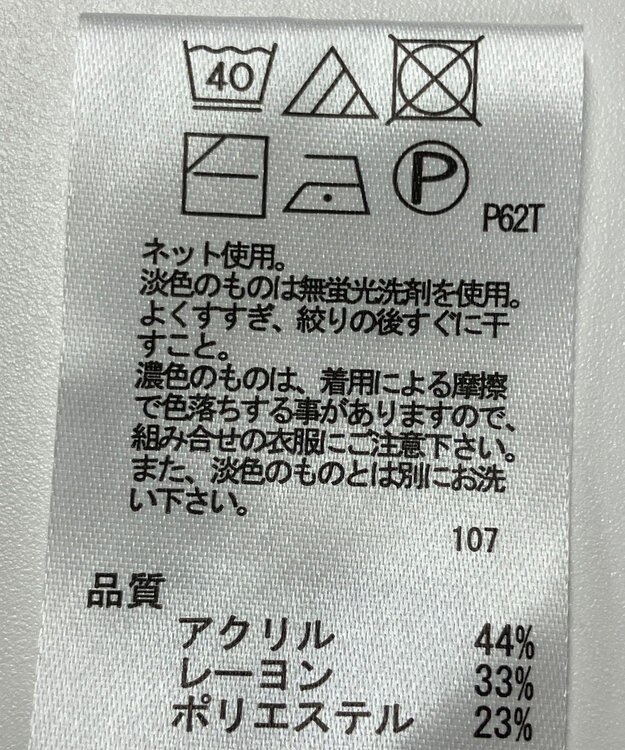 40
P
P62T
ネット使用。
淡色のものは無蛍光洗剤を使用。
よくすすぎ、絞りの後すぐに干
すこと。
濃色のものは、着用による摩擦
で色落ちする事がありますので、
組み合せの衣服にご注意下さい。
また、淡色のものとは別にお洗
い下さい。
107
品質
アクリル 44%
レーヨン 33%
ポリエステル 23%